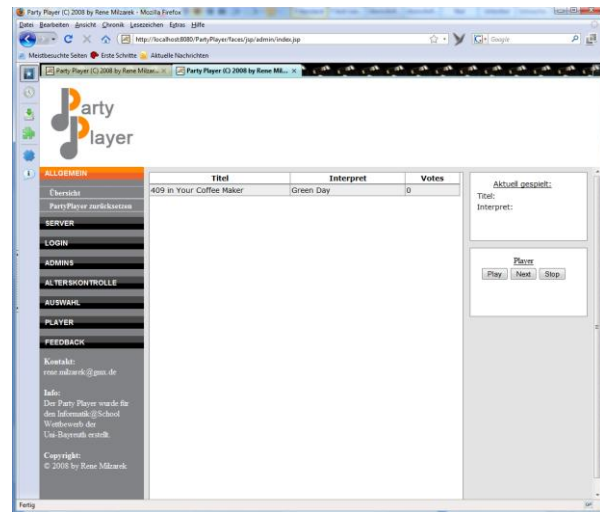 Party Player (C) 2008 by Rene Milzarek - Mozilla Firefox
Datei Bearbeiten Ansicht Chronik Lesezeichen Extras Hilfe
http://localhost:8080/PartyPlayer/faces/jsp/admin/index.jsp
Google
Meistbesuchte Seiten Erste Schritte Aktuelle Nachrichten
Party Player (C) 2008 by Rene Milzar...
Party Player (C) 2008 by Rene Mil...
Party
Player
ALLGEMEIN
Übersicht
PartyPlayer zurücksetzen
SERVER
LOGIN
ADMINS
ALTERSKONTROLLE
AUSWAHL
PLAYER
FEEDBACK
Kontakt:
rene.milzarek@gmx.de
Info:
Der Party Player wurde für
den Informatik@School
Wettbewerb der
Uni-Bayreuth erstellt.
Copyright:
© 2008 by Rene Milzarek
Titel Interpret Votes
409 in Your Coffee Maker Green Day 0
Aktuell gespielt:
Titel:
Interpret:
Player
Play Next Stop
Fertig